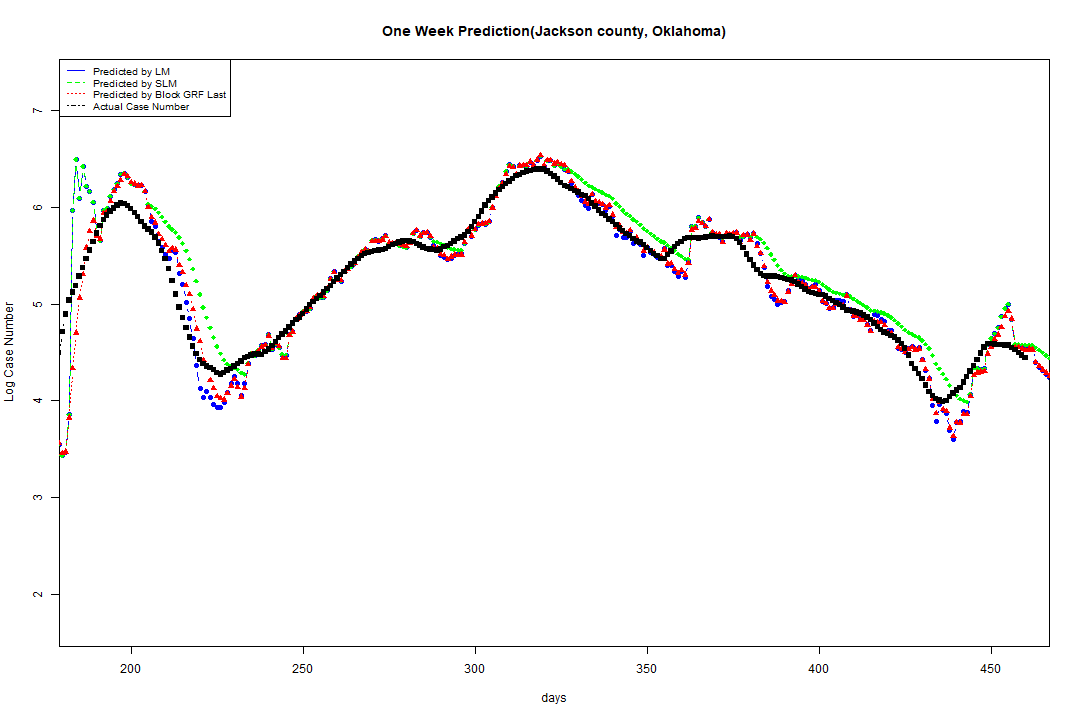 One Week Prediction(Jackson county, Oklahoma)
Predicted by LM
Predicted by SLM
Predicted by Block GRF Last
Actual Case Number
7
6
5
4
3
2
Log Case Number
200 250 300 350 400 450
days